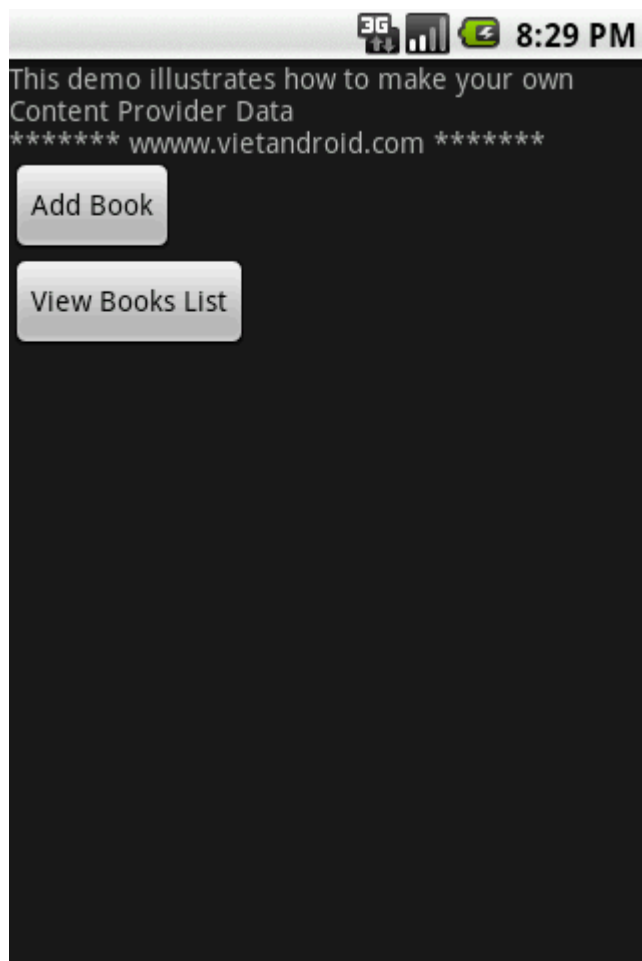 3G 8:29 PM
This demo illustrates how to make your own
Content Provider Data
******* wwww.vietandroid.com *******
Add Book
View Books List